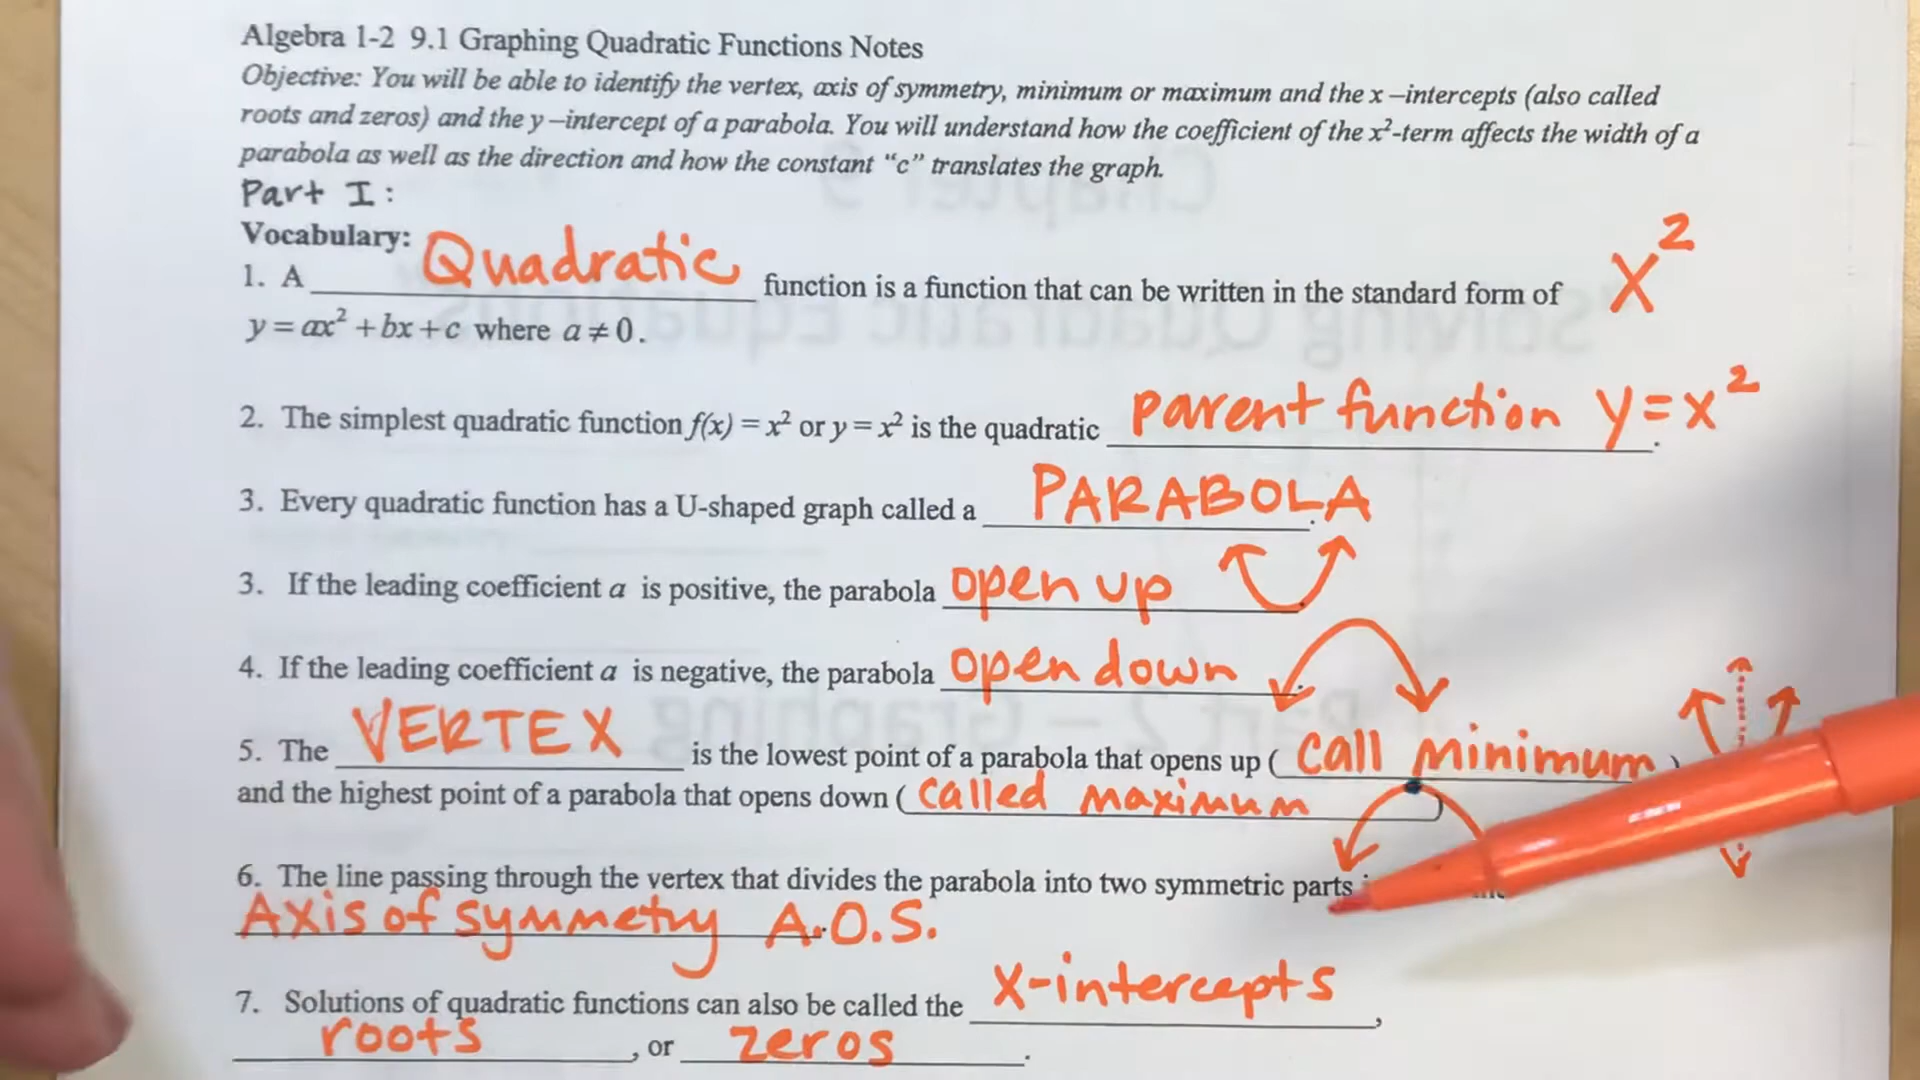 Algebra 1-2 9.1 Graphing Quadratic Functions Notes
Objective: You will be able to identify the vertex, axis of symmetry, minimum or maximum and the x –intercepts (also called
roots and zeros) and the y –intercept of a parabola. You will understand how the coefficient of the x²-term affects the width of a
parabola as well as the direction and how the constant “c” translates the graph.
Part I:
Vocabulary:
1. A Quadratic function is a function that can be written in the standard form of x²
y = ax² + bx + c where a ≠ 0.
2. The simplest quadratic function f(x) = x² or y = x² is the quadratic parent function y=x².
3. Every quadratic function has a U-shaped graph called a PARABOLA.
3. If the leading coefficient a is positive, the parabola open up.
4. If the leading coefficient a is negative, the parabola open down.
5. The VERTEX is the lowest point of a parabola that opens up (call minimum)
and the highest point of a parabola that opens down (called maximum)
6. The line passing through the vertex that divides the parabola into two symmetric parts
Axis of symmetry A.O.S.
7. Solutions of quadratic functions can also be called the x-intercepts,
roots, or zeros.